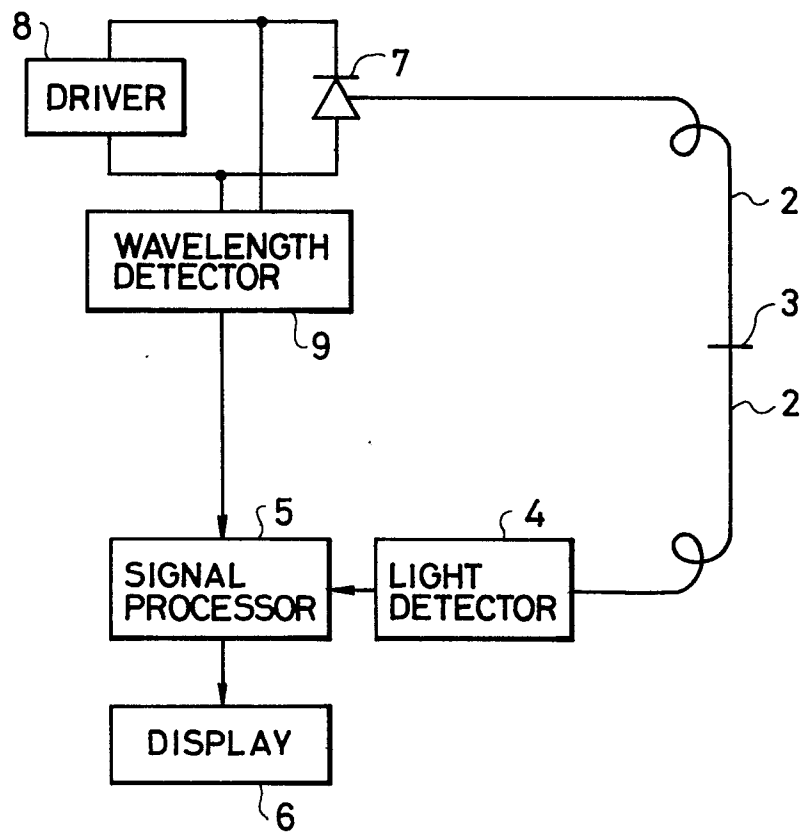 8
DRIVER
7
2
WAVELENGTH
DETECTOR
9
3
2
5
SIGNAL
PROCESSOR
4
LIGHT
DETECTOR
DISPLAY
6